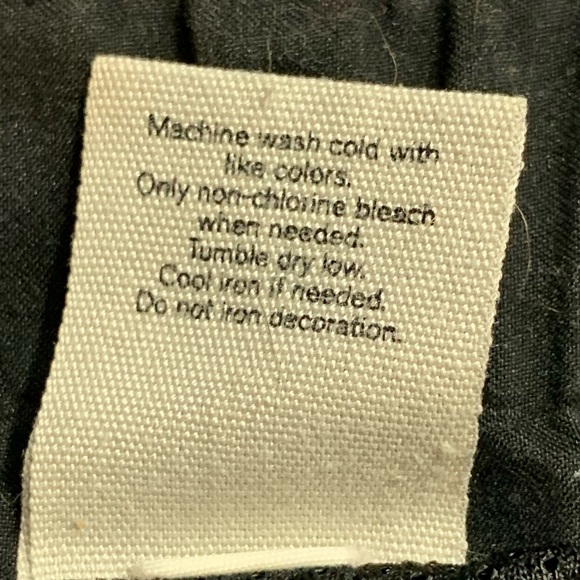 Machine wash cold with
like colors.
Only non-chlorine bleach
when needed.
Tumble dry low.
Cool iron if needed.
Do not iron decoration.